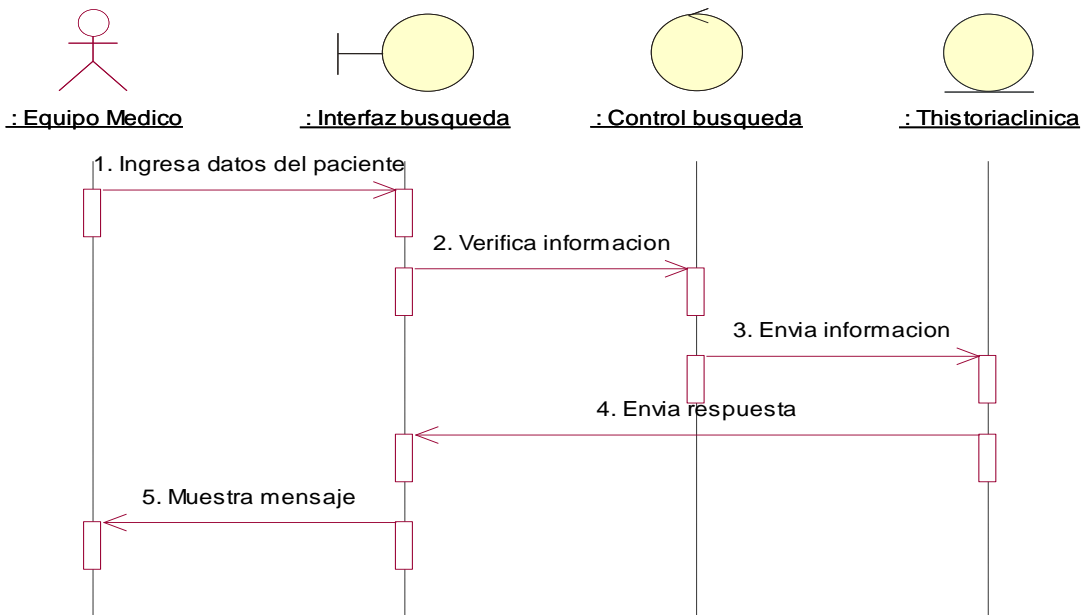 : Equipo Medico
: Interfaz busqueda
: Control busqueda
: Thistoriaclinica
1. Ingresa datos del paciente
2. Verifica informacion
3. Envia informacion
4. Envia respuesta
5. Muestra mensaje